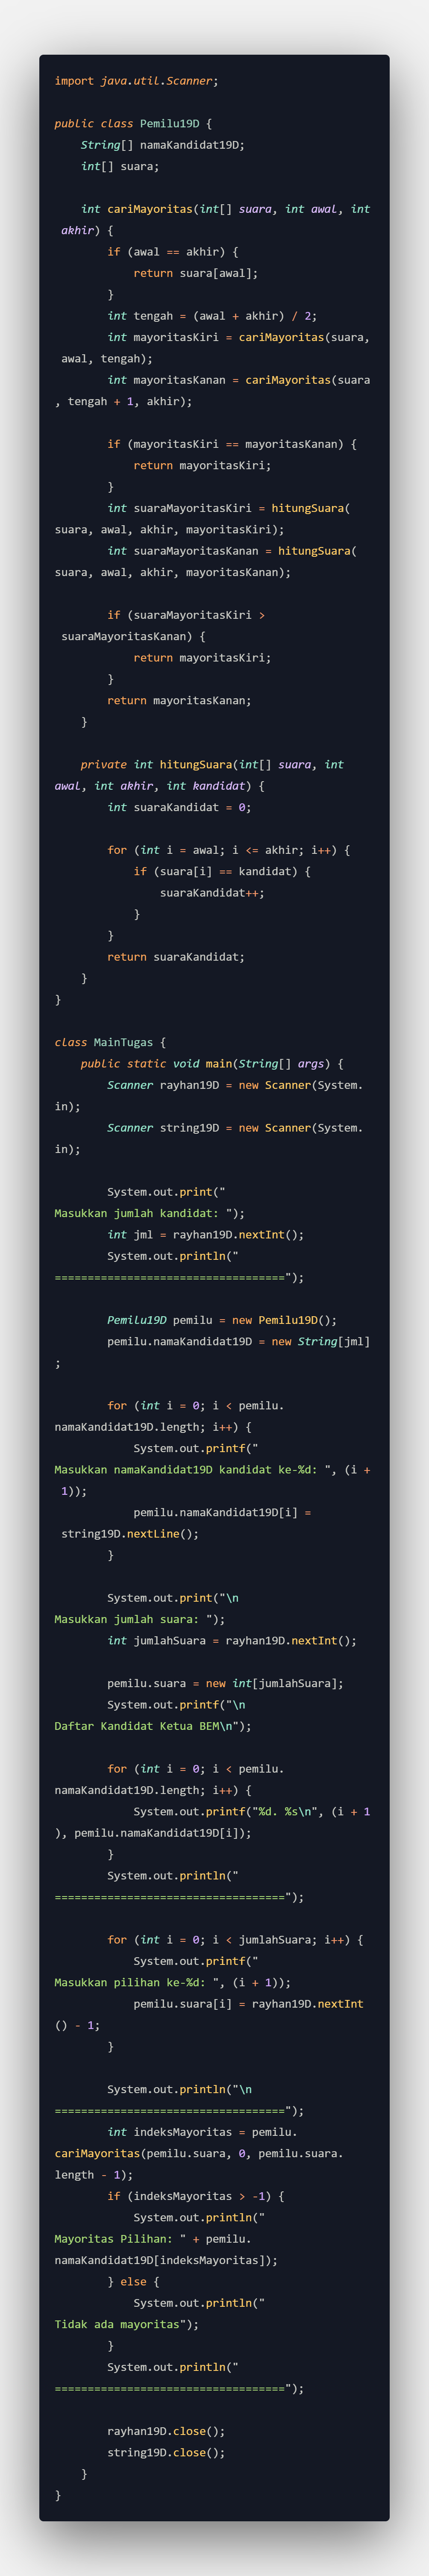 import java.util.Scanner;
public class Pemilu19D {
    String[] namaKandidat19D;
    int[] suara;
    int cariMayoritas(int[] suara, int awal, int
 akhir) {
        if (awal == akhir) {
            return suara[awal];
        }
        int tengah = (awal + akhir) / 2;
        int mayoritasKiri = cariMayoritas(suara,
 awal, tengah);
        int mayoritasKanan = cariMayoritas(suara
, tengah + 1, akhir);
        if (mayoritasKiri == mayoritasKanan) {
            return mayoritasKiri;
        }
        int suaraMayoritasKiri = hitungSuara(
suara, awal, akhir, mayoritasKiri);
        int suaraMayoritasKanan = hitungSuara(
suara, awal, akhir, mayoritasKanan);
        if (suaraMayoritasKiri >
 suaraMayoritasKanan) {
            return mayoritasKiri;
        }
        return mayoritasKanan;
    }
    private int hitungSuara(int[] suara, int
awal, int akhir, int kandidat) {
        int suaraKandidat = 0;
        for (int i = awal; i <= akhir; i++) {
            if (suara[i] == kandidat) {
                suaraKandidat++;
            }
        }
        return suaraKandidat;
    }
}
class MainTugas {
    public static void main(String[] args) {
        Scanner rayhan19D = new Scanner(System.
in);
        Scanner string19D = new Scanner(System.
in);
        System.out.print("
Masukkan jumlah kandidat: ");
        int jml = rayhan19D.nextInt();
        System.out.println("
===================================");
        Pemilu19D pemilu = new Pemilu19D();
        pemilu.namaKandidat19D = new String[jml]
;
        for (int i = 0; i < pemilu.
namaKandidat19D.length; i++) {
            System.out.printf("
Masukkan namaKandidat19D kandidat ke-%d: ", (i +
 1));
            pemilu.namaKandidat19D[i] =
 string19D.nextLine();
        }
        System.out.print("\n
Masukkan jumlah suara: ");
        int jumlahSuara = rayhan19D.nextInt();
        pemilu.suara = new int[jumlahSuara];
        System.out.printf("\n
Daftar Kandidat Ketua BEM\n");
        for (int i = 0; i < pemilu.
namaKandidat19D.length; i++) {
            System.out.printf("%d. %s\n", (i + 1
), pemilu.namaKandidat19D[i]);
        }
        System.out.println("
===================================");
        for (int i = 0; i < jumlahSuara; i++) {
            System.out.printf("
Masukkan pilihan ke-%d: ", (i + 1));
            pemilu.suara[i] = rayhan19D.nextInt
() - 1;
        }
        System.out.println("\n
===================================");
        int indeksMayoritas = pemilu.
cariMayoritas(pemilu.suara, 0, pemilu.suara.
length - 1);
        if (indeksMayoritas > -1) {
            System.out.println("
Mayoritas Pilihan: " + pemilu.
namaKandidat19D[indeksMayoritas]);
        } else {
            System.out.println("
Tidak ada mayoritas");
        }
        System.out.println("
===================================");
        rayhan19D.close();
        string19D.close();
    }
}